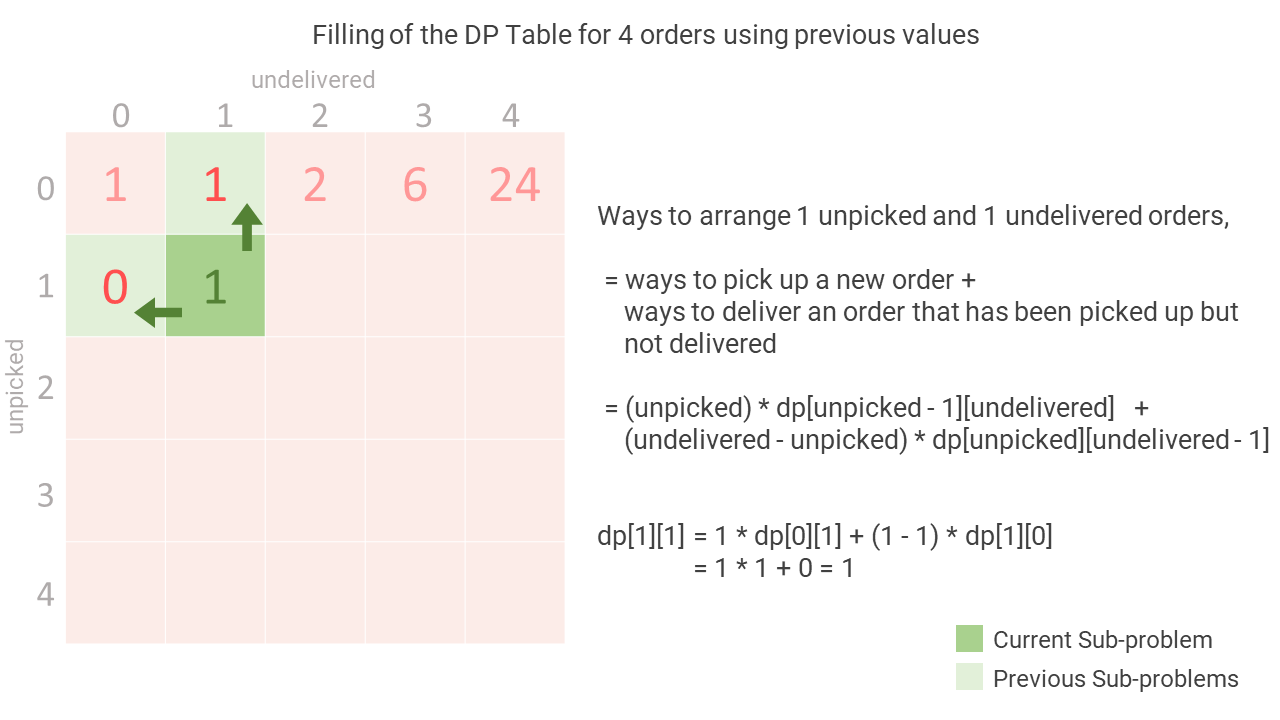 Filling of the DP Table for 4 orders using previous values
undelivered
0 1 2 3 4
0 1 1 2 6 24
1 0 1
unpicked
2
3
4
Ways to arrange 1 unpicked and 1 undelivered orders,
= ways to pick up a new order +
ways to deliver an order that has been picked up but
not delivered
= (unpicked) * dp[unpicked - 1][undelivered] +
(undelivered - unpicked) * dp[unpicked][undelivered - 1]
dp[1][1] = 1 * dp[0][1] + (1 - 1) * dp[1][0]
= 1 * 1 + 0 = 1
Current Sub-problem
Previous Sub-problems